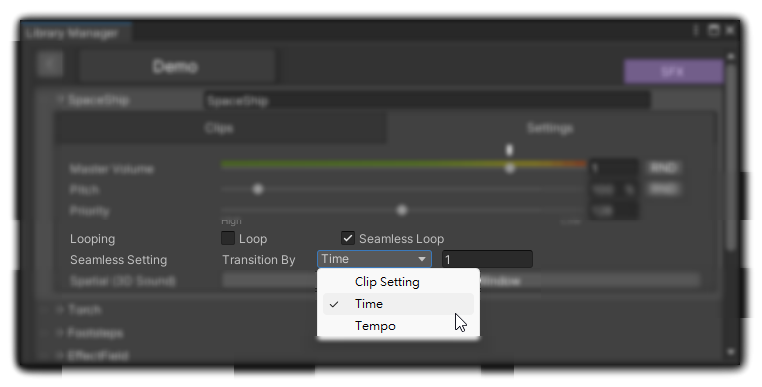 Library Manager
Demo
SFX
SpaceShip SpaceShip
Clips Settings
Master Volume 1 RND
Pitch 100 % RND
Priority 128
High Low
Looping Loop Seamless Loop
Seamless Setting Transition By Time 1
Spatial (3D Sound) Window
Clip Setting
Time
Tempo
Torch
Footsteps
EffectField